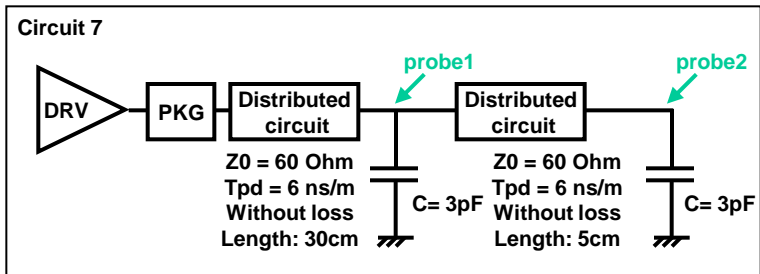 Circuit 7
probe1
probe2
DRV
PKG
Distributed
circuit
Distributed
circuit
Z0 = 60 Ohm
Tpd = 6 ns/m
Without loss
Length: 30cm
C= 3pF
Z0 = 60 Ohm
Tpd = 6 ns/m
Without loss
Length: 5cm
C= 3pF